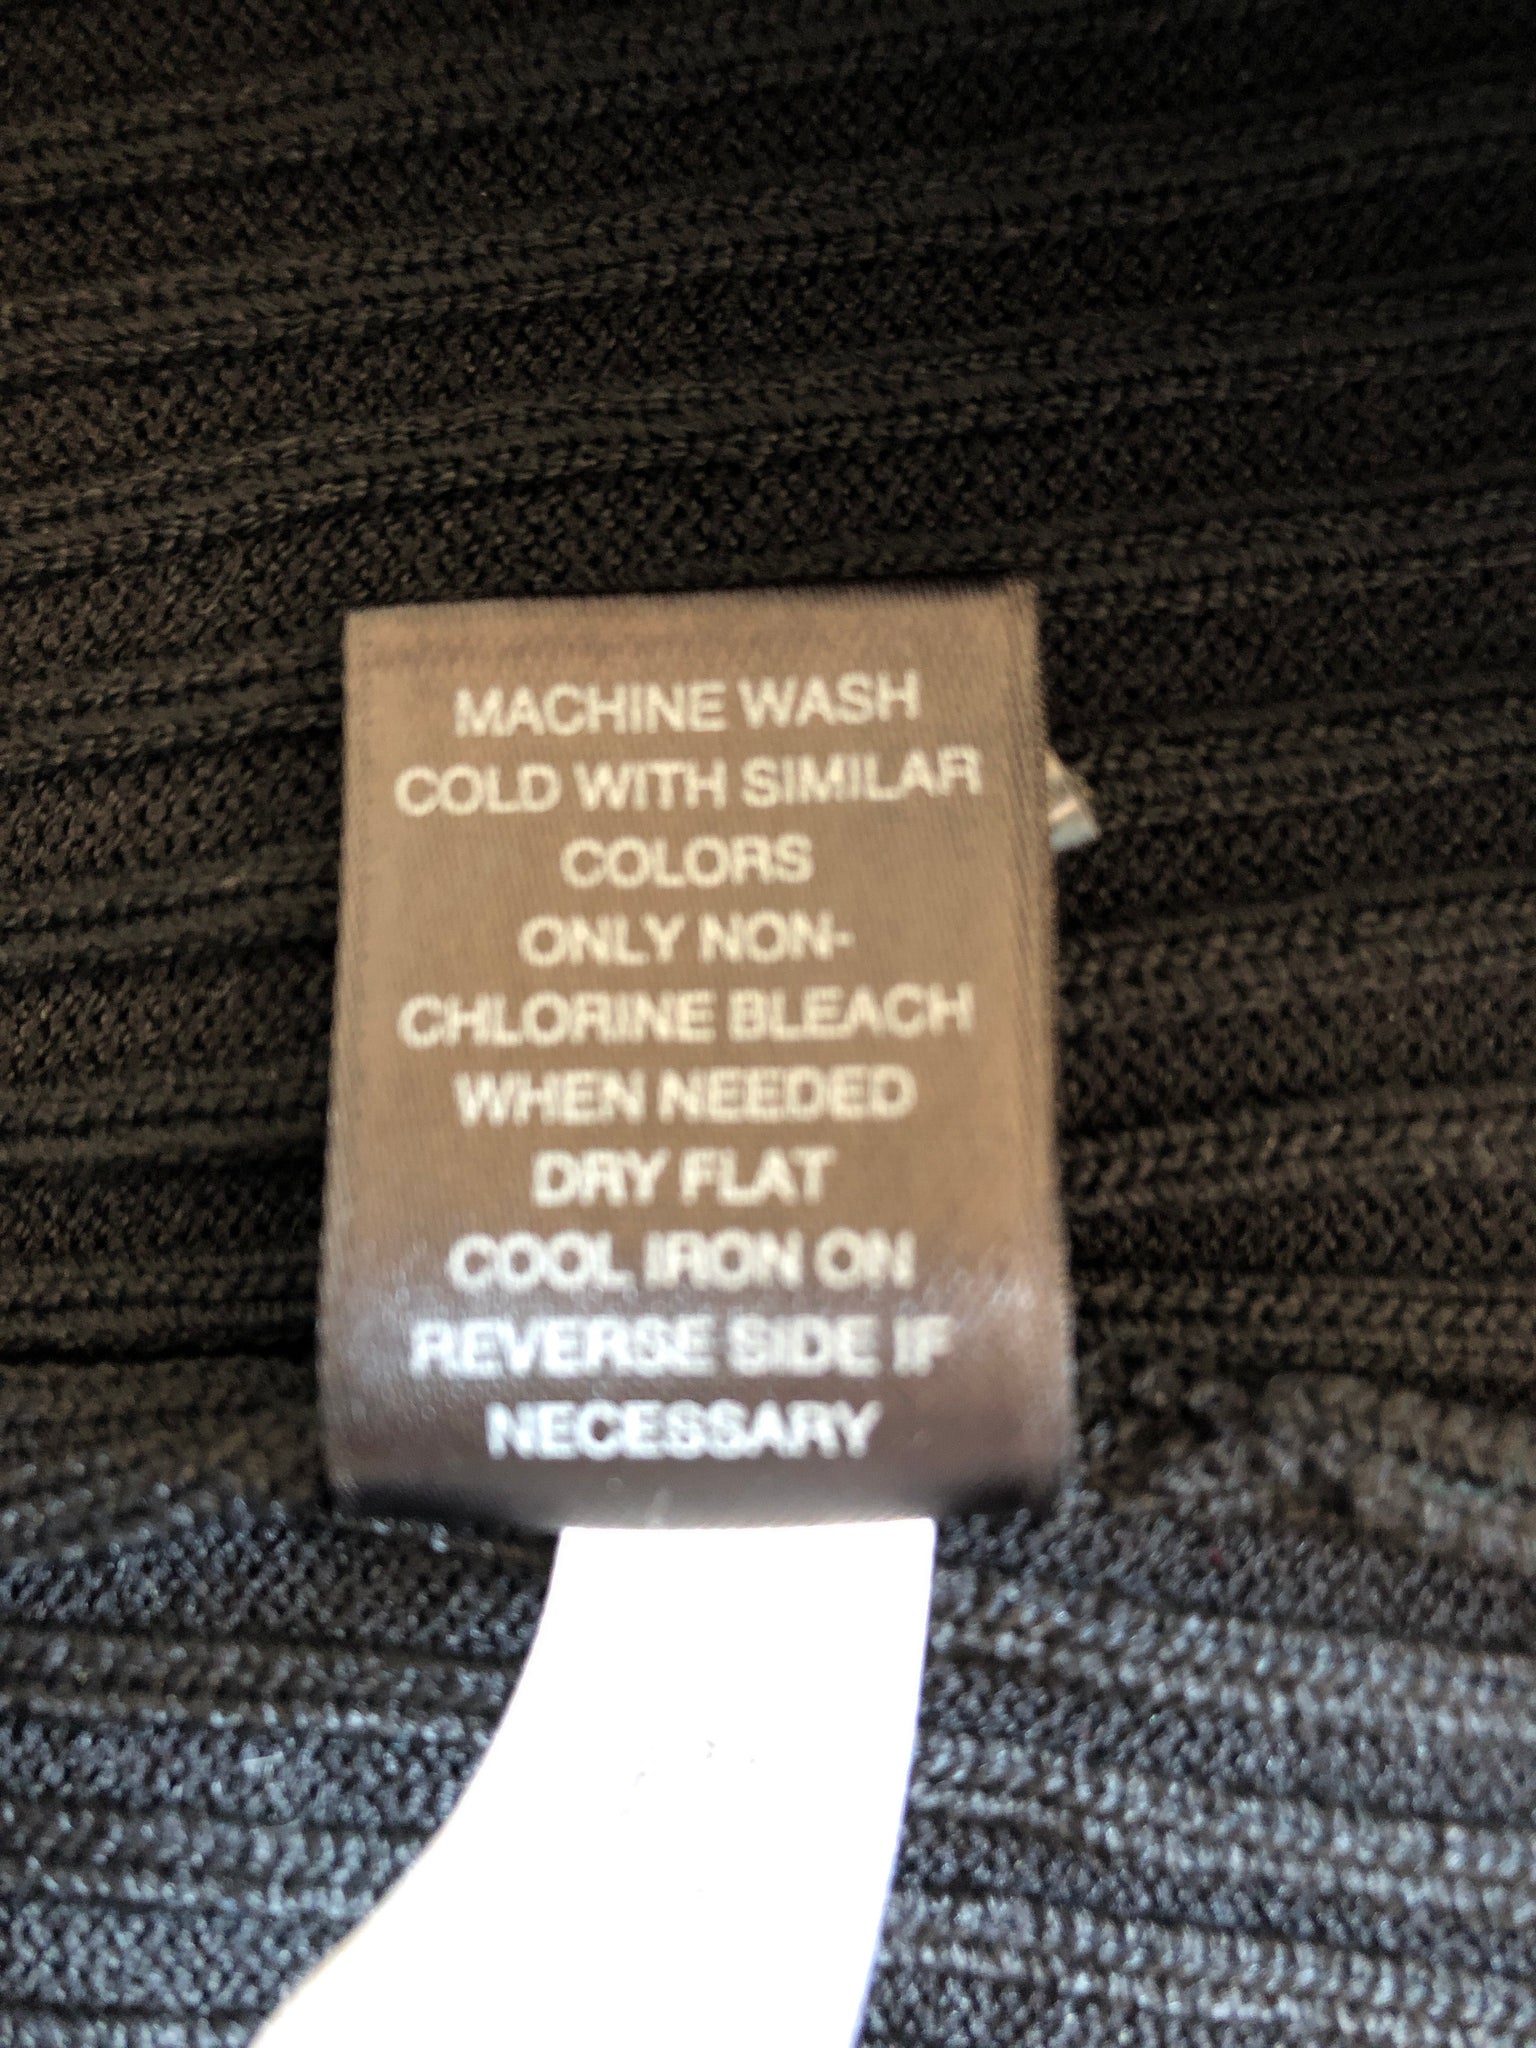 MACHINE WASH
COLD WITH SIMILAR
COLORS
ONLY NON-
CHLORINE BLEACH
WHEN NEEDED
DRY FLAT
COOL IRON ON
REVERSE SIDE IF
NECESSARY